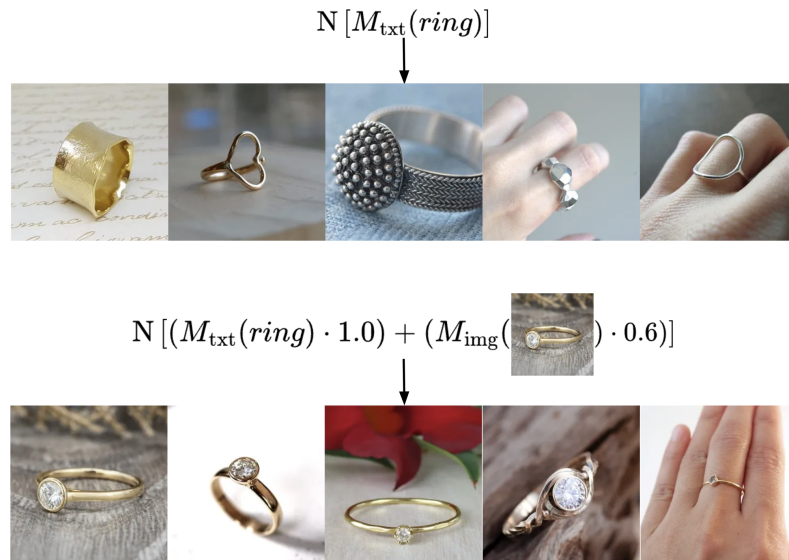 N [M_txt(ring)]
N [(M_txt(ring) · 1.0) + (M_img( ) · 0.6)]